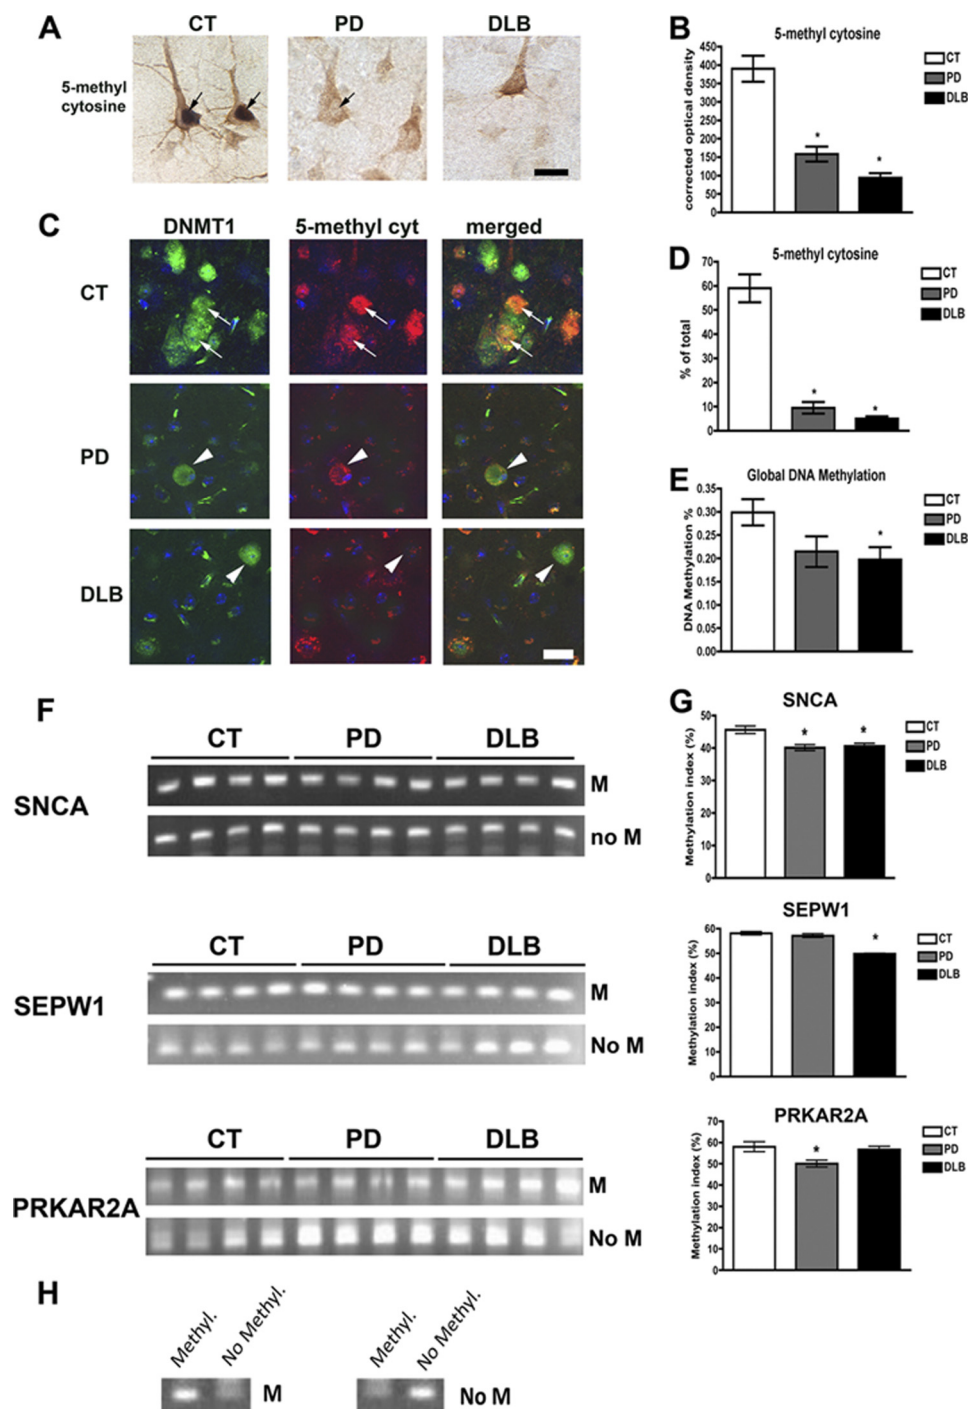 A
CT
PD
DLB
5-methyl
cytosine
B
5-methyl cytosine
corrected optical density
450
400
350
300
250
200
150
100
50
0
*
*
CT
PD
DLB
C
DNMT1
5-methyl cyt
merged
CT
PD
DLB
D
5-methyl cytosine
% of total
70
60
50
40
30
20
10
0
*
*
CT
PD
DLB
E
Global DNA Methylation
DNA Methylation %
0.35
0.30
0.25
0.20
0.15
0.10
0.05
0.00
*
CT
PD
DLB
F
CT
PD
DLB
SNCA
M
no M
CT
PD
DLB
SEPW1
M
No M
CT
PD
DLB
PRKAR2A
M
No M
G
SNCA
Methylation index (%)
50
40
30
20
10
0
*
*
CT
PD
DLB
SEPW1
Methylation index (%)
60
50
40
30
20
10
0
*
CT
PD
DLB
PRKAR2A
Methylation index (%)
70
60
50
40
30
20
10
0
*
CT
PD
DLB
H
Methyl.
No Methyl.
M
Methyl.
No Methyl.
No M